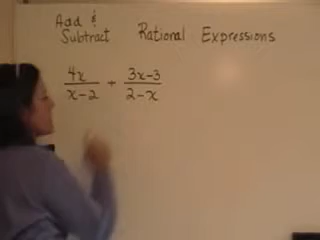 Add &
Subtract Rational Expressions
4x/x-2 + 3x-3/2-x